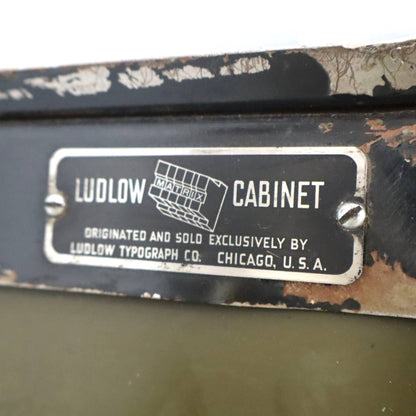 LUDLOW MATRIX CABINET
ORIGINATED AND SOLD EXCLUSIVELY BY
LUDLOW TYPOGRAPH CO. CHICAGO, U.S.A.